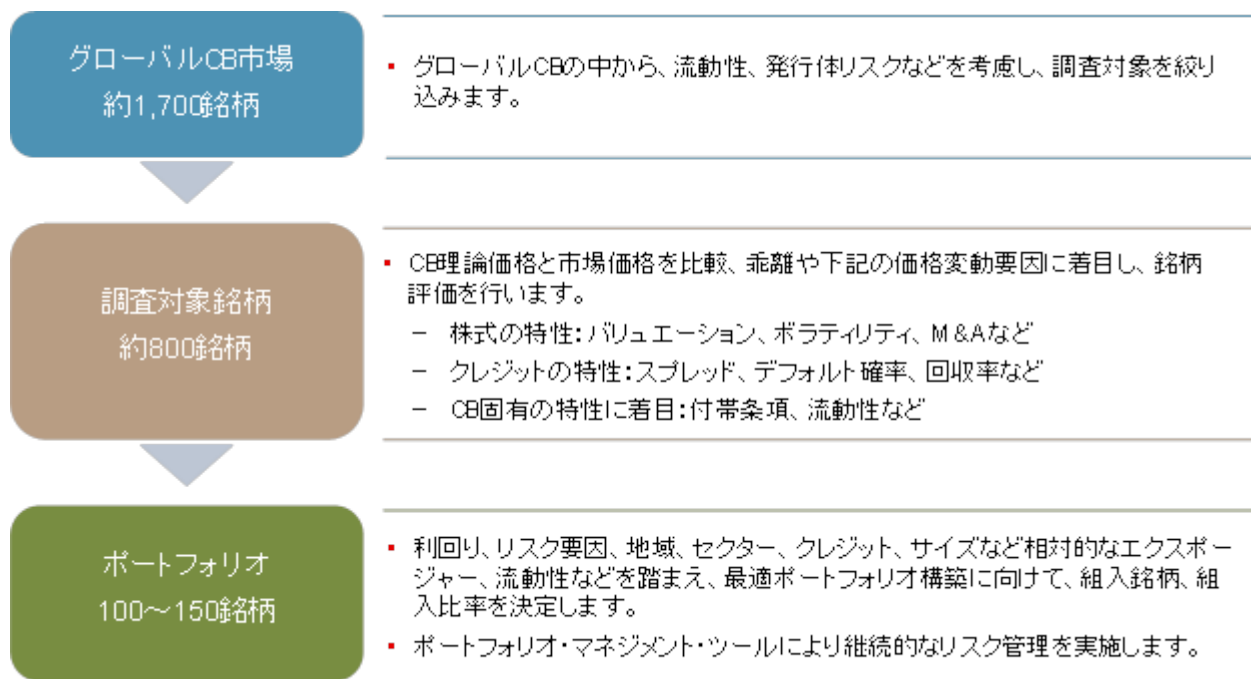 グローバルCB市場
約1,700銘柄
▪ グローバルCBの中から、流動性、発行体リスクなどを考慮し、調査対象を絞り
込みます。
調査対象銘柄
約800銘柄
▪ CB理論価格と市場価格を比較、乖離や下記の価格変動要因に着目し、銘柄
評価を行います。
－ 株式の特性：バリュエーション、ボラティリティ、M&Aなど
－ クレジットの特性：スプレッド、デフォルト確率、回収率など
－ CB固有の特性に着目：付帯条項、流動性など
ポートフォリオ
100～150銘柄
▪ 利回り、リスク要因、地域、セクター、クレジット、サイズなど相対的なエクスポー
ジャー、流動性などを踏まえ、最適ポートフォリオ構築に向けて、組入銘柄、組
入比率を決定します。
▪ ポートフォリオ・マネジメント・ツールにより継続的なリスク管理を実施します。